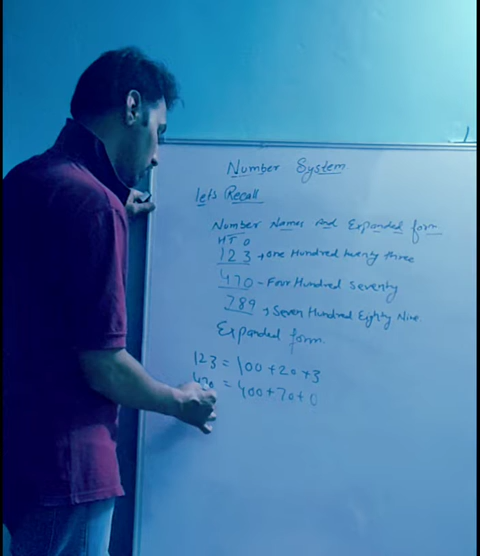 Number System.
let's Recall
Number Names And Expanded form
H T O
123 → one Hundred twenty three
470 - Four Hundred seventy
789 → Seven Hundred Eighty Nine.
Expanded form.
123 = 100 + 20 + 3
470 = 400 + 70 + 0